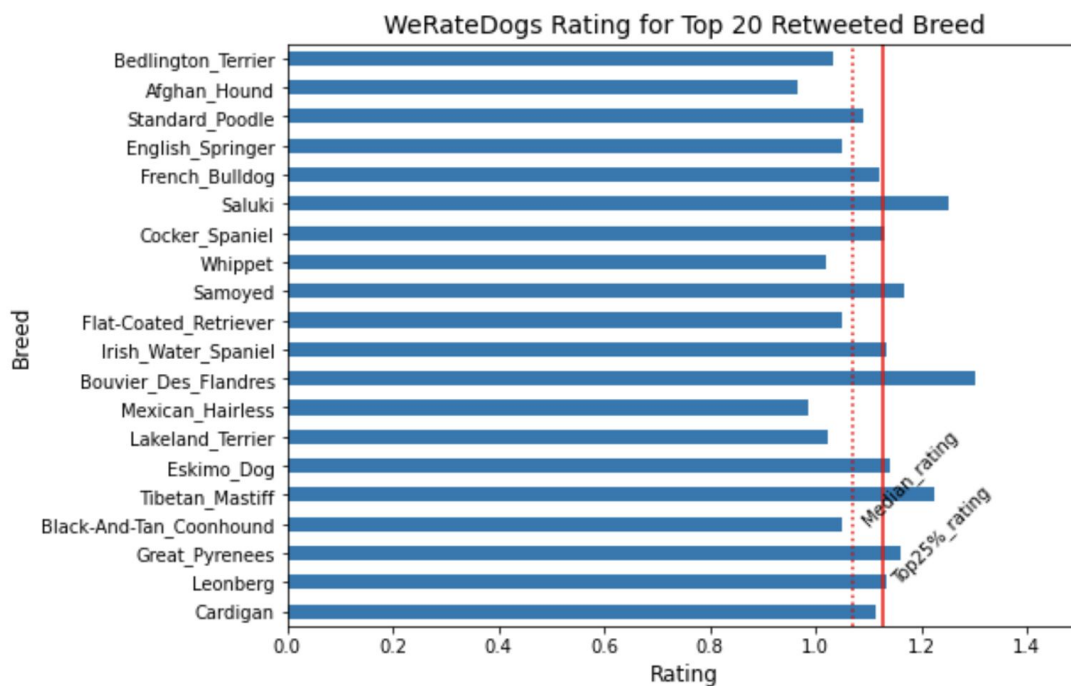 WeRateDogs Rating for Top 20 Retweeted Breed
Bedlington_Terrier
Afghan_Hound
Standard_Poodle
English_Springer
French_Bulldog
Saluki
Cocker_Spaniel
Whippet
Samoyed
Flat-Coated_Retriever
Irish_Water_Spaniel
Bouvier_Des_Flandres
Mexican_Hairless
Lakeland_Terrier
Eskimo_Dog
Tibetan_Mastiff
Black-And-Tan_Coonhound
Great_Pyrenees
Leonberg
Cardigan
Breed
Median_rating
Top25%_rating
0.0 0.2 0.4 0.6 0.8 1.0 1.2 1.4
Rating